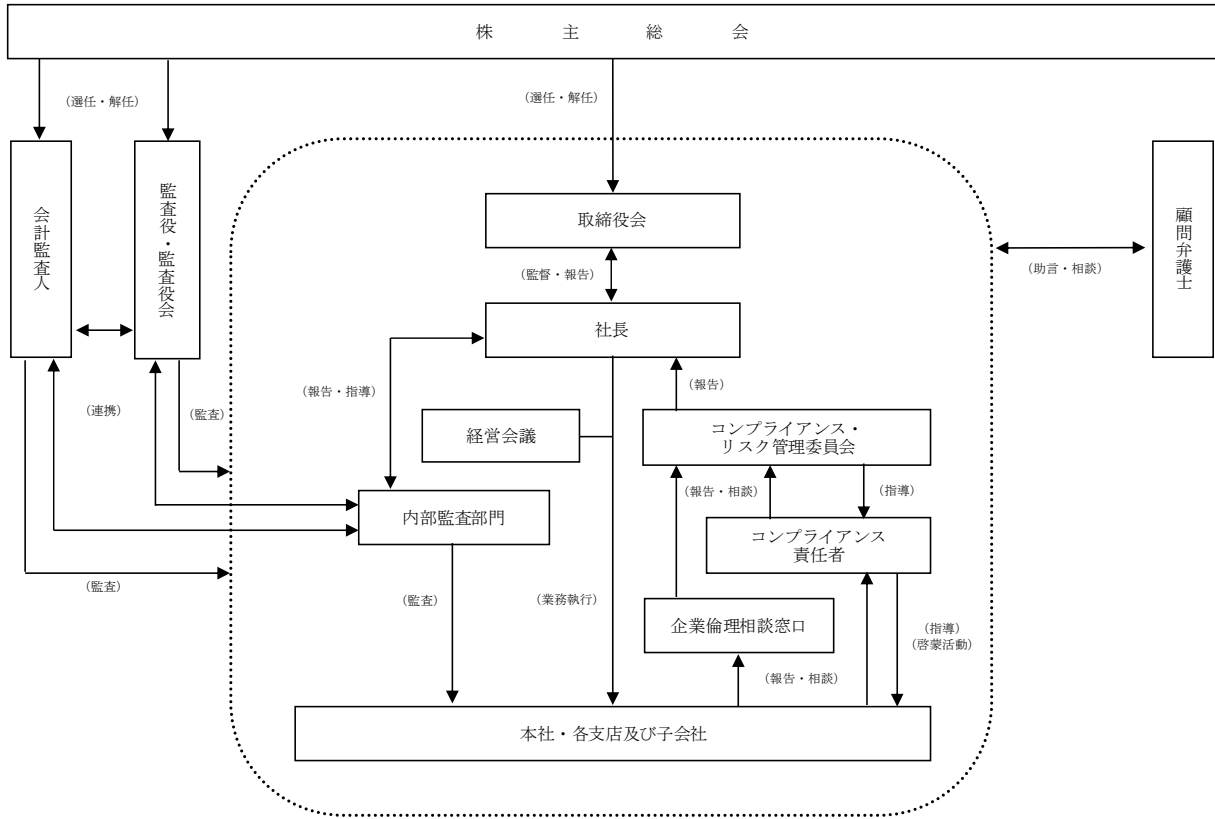 株主総会
（選任・解任）
（選任・解任）
会計監査人
監査役・監査役会
顧問弁護士
取締役会
（助言・相談）
（監督・報告）
社長
（報告・指導）
（報告）
（連携）
（監査）
経営会議
コンプライアンス・
リスク管理委員会
（報告・相談）
（指導）
内部監査部門
コンプライアンス
責任者
（監査）
（監査）
（業務執行）
企業倫理相談窓口
（指導）
（啓蒙活動）
（報告・相談）
本社・各支店及び子会社